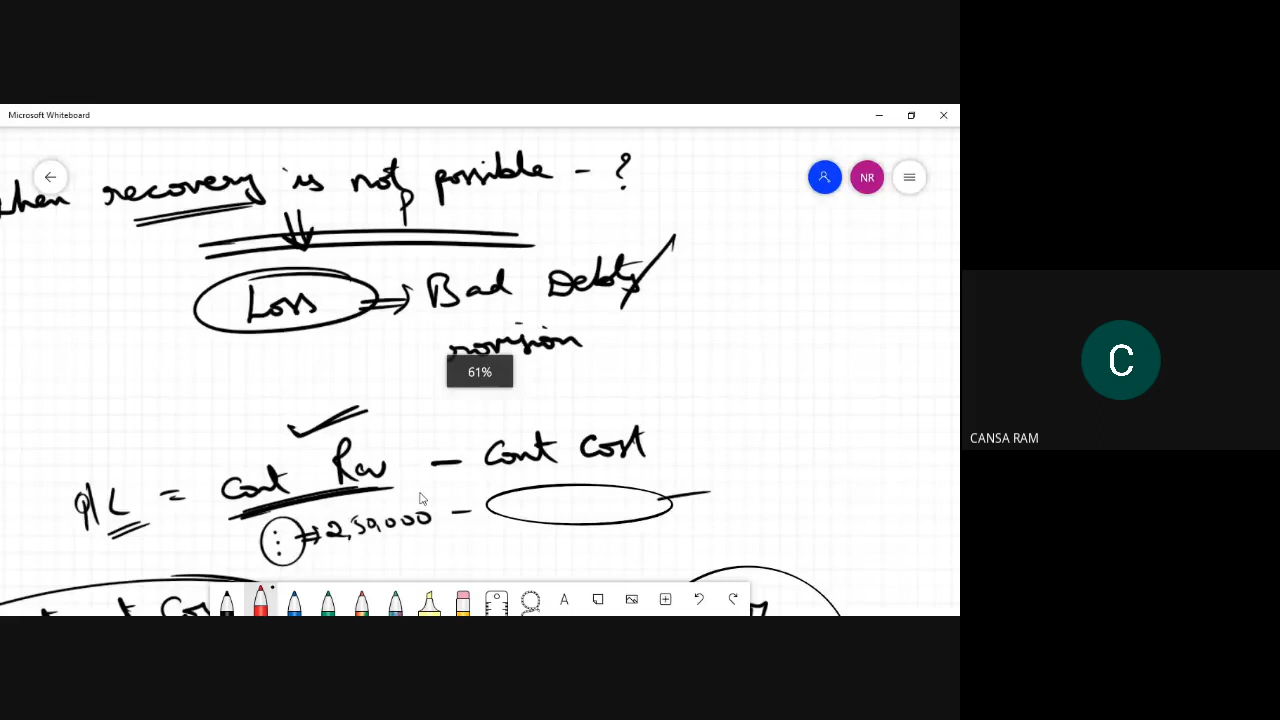 Microsoft Whiteboard
when recovery is not possible - ?
P
Loss ⇒ Bad Debts
NR
provision
61%
P/L = Cont Rev - Cont Cost
⇒ 2,50,000 -
C
CANSA RAM